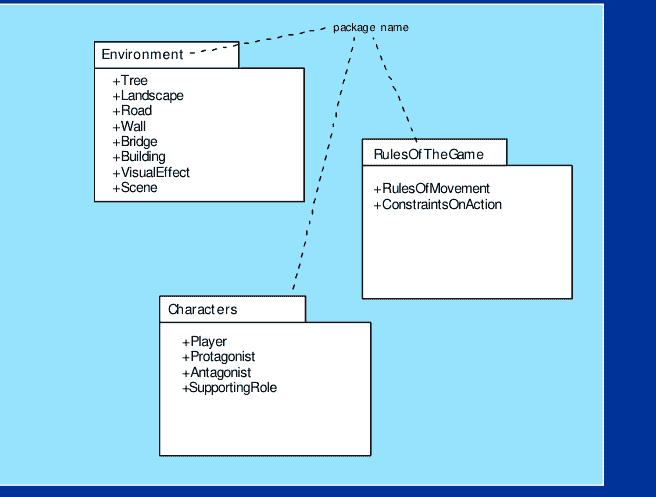 package name
Environment
+Tree
+Landscape
+Road
+Wall
+Bridge
+Building
+VisualEffect
+Scene
RulesOfTheGame
+RulesOfMovement
+ConstraintsOnAction
Characters
+Player
+Protagonist
+Antagonist
+SupportingRole